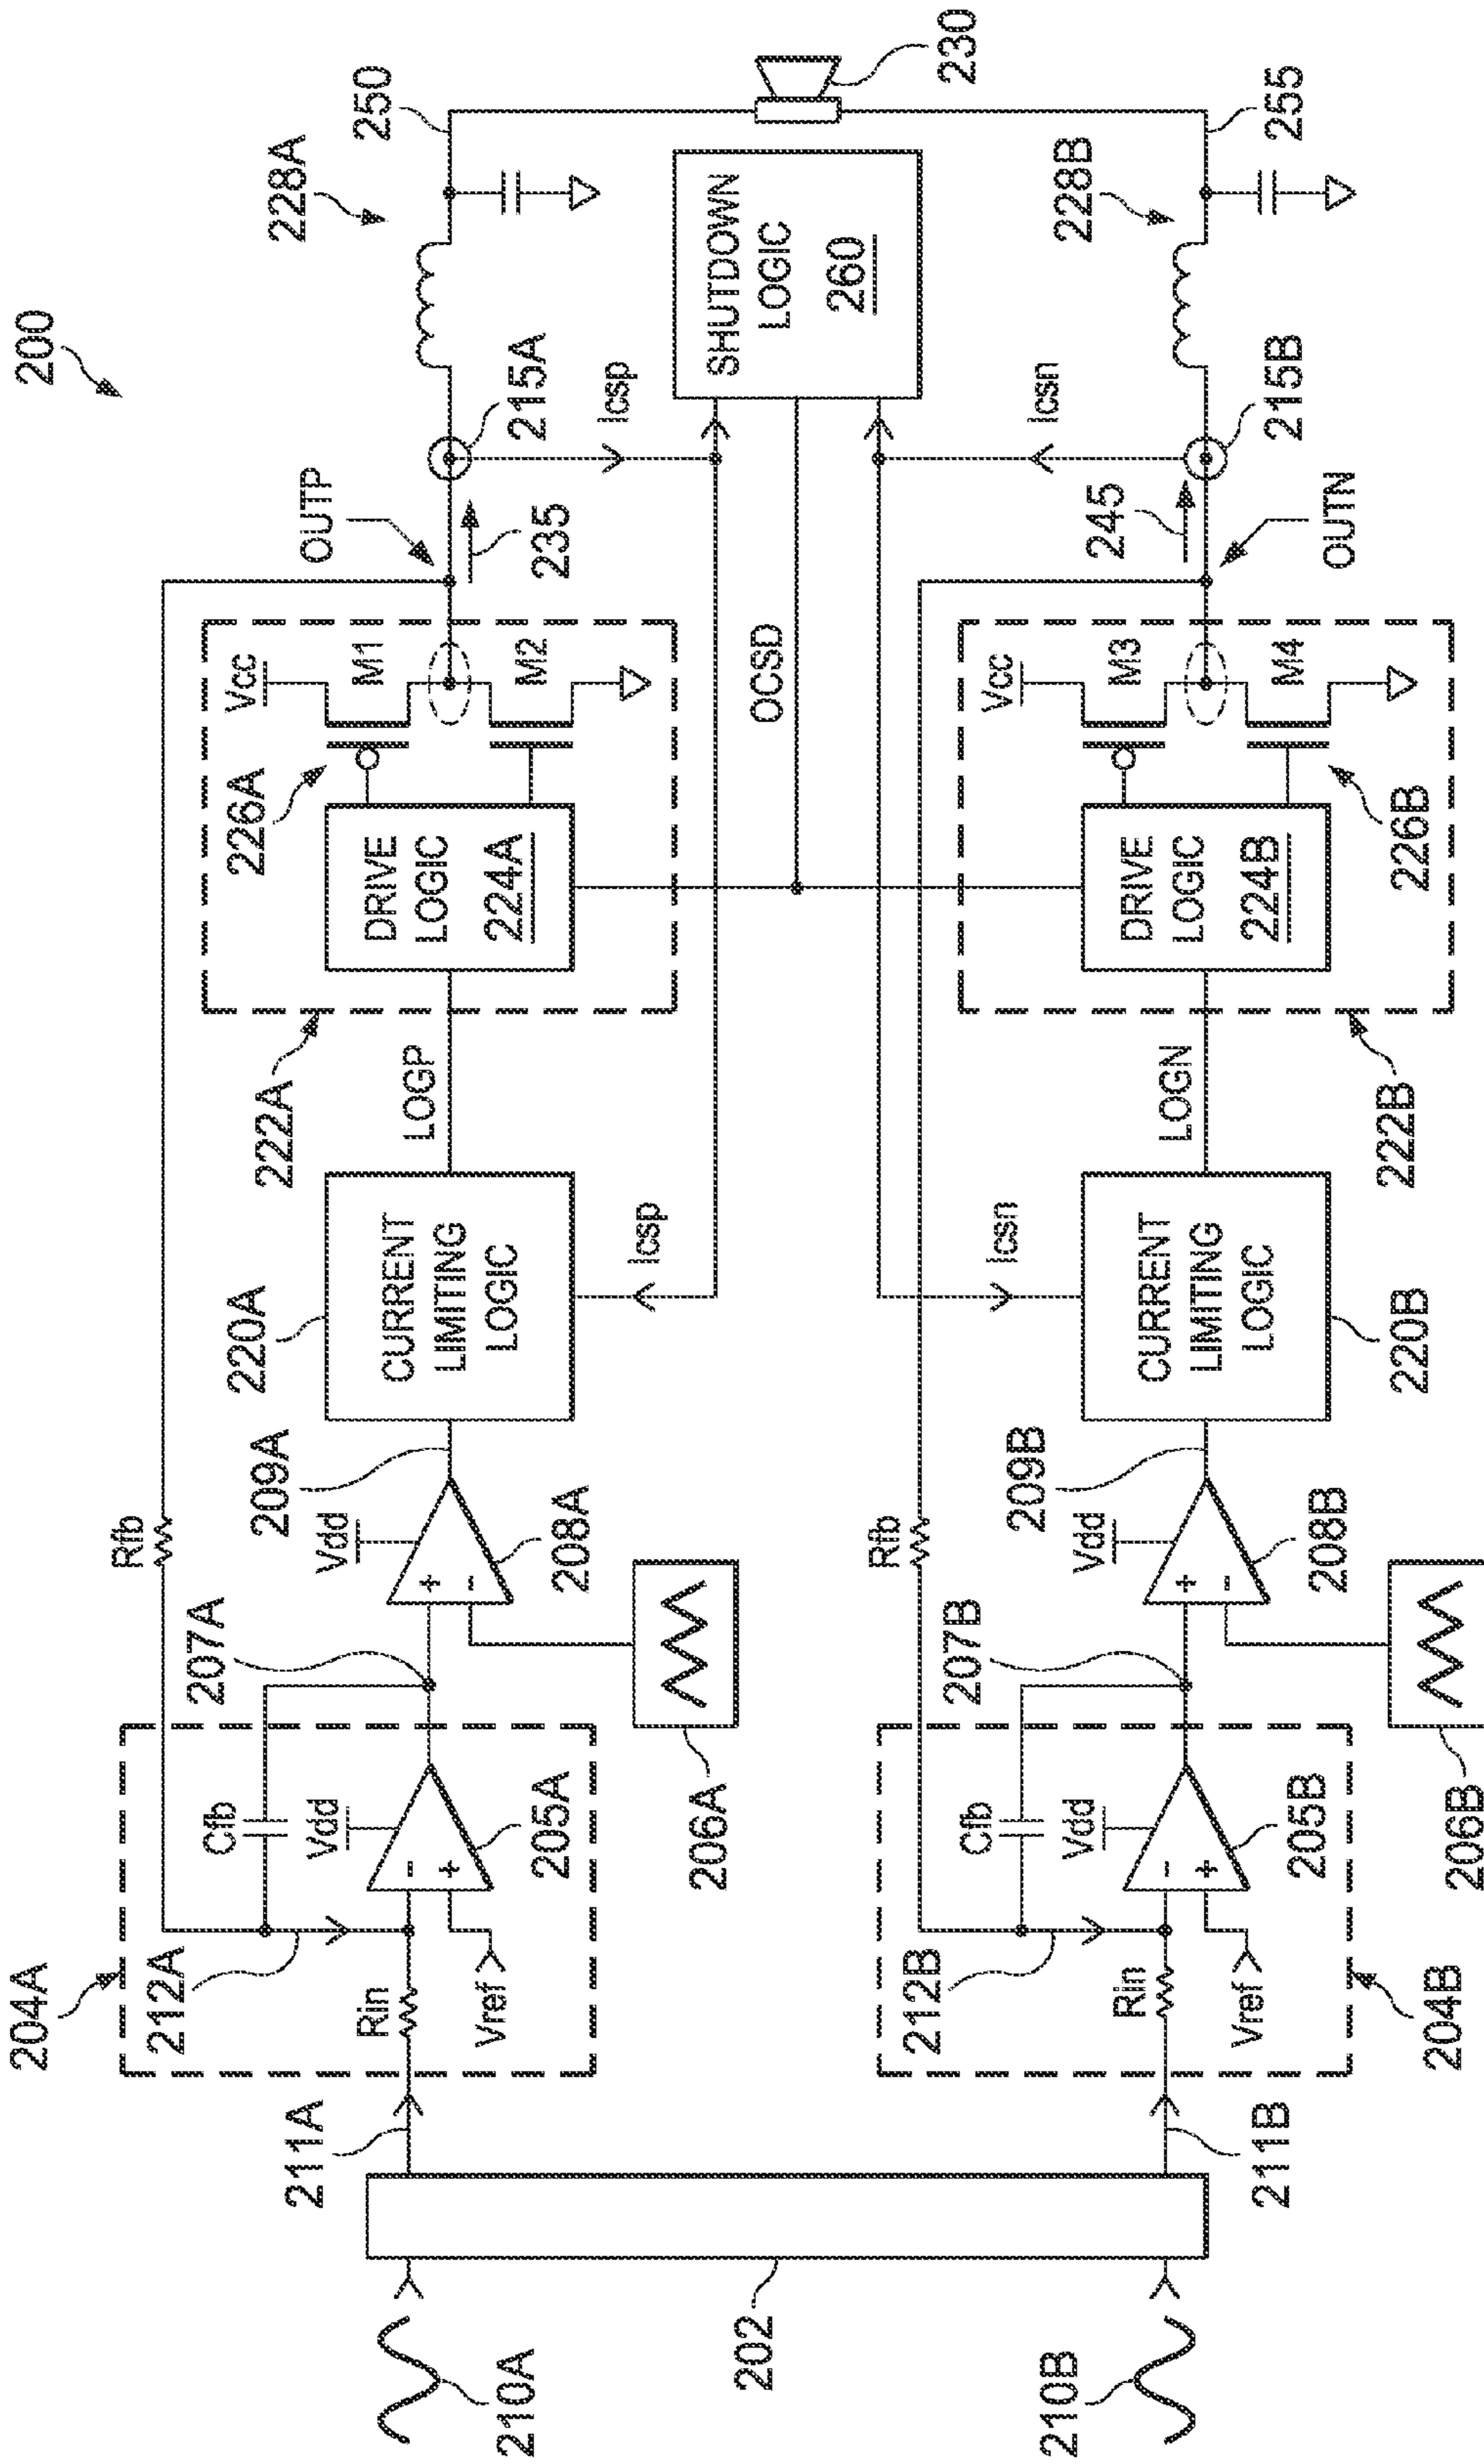 200
204A
212A
Rin
Vref
Cfb
Vdd
205A
207A
Rfb
209A
Vdd
+
-
-
+
208A
206A
220A
CURRENT
LIMITING
LOGIC
Icsp
LOGP
222A
DRIVE
LOGIC
224A
226A
Vcc
M1
M2
OUTP
235
215A
Icsp
228A
250
211A
210A
202
OCSD
SHUTDOWN
LOGIC
260
230
210B
211B
204B
212B
Rin
Vref
Cfb
Vdd
205B
207B
Rfb
209B
Vdd
+
-
-
+
208B
206B
220B
CURRENT
LIMITING
LOGIC
Icsn
LOGN
222B
DRIVE
LOGIC
224B
226B
Vcc
M3
M4
OUTN
245
215B
Icsn
228B
255